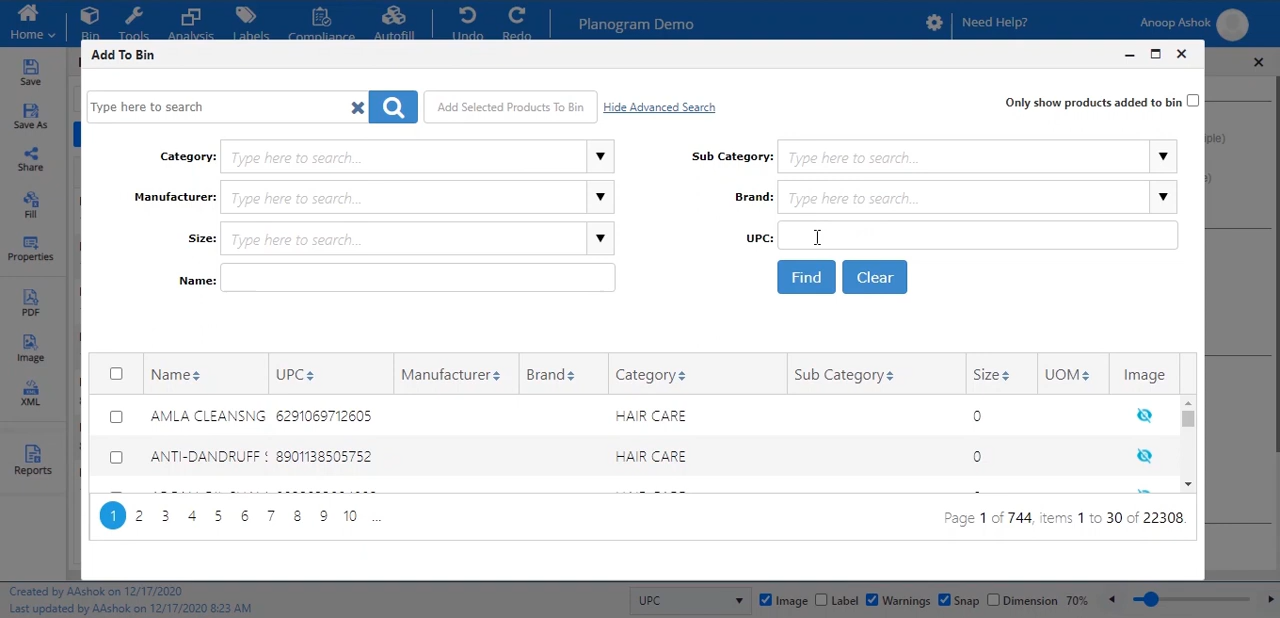 Home Bin Tools Analysis Labels Compliance Autofill Undo Redo Planogram Demo Need Help? Anoop Ashok
Add To Bin
Save
Save As
Share
Fill
Properties
PDF
Image
XML
Reports
Type here to search Add Selected Products To Bin Hide Advanced Search Only show products added to bin
Category: Type here to search... Sub Category: Type here to search...
Manufacturer: Type here to search... Brand: Type here to search...
Size: Type here to search... UPC:
Name: Find Clear
Name UPC Manufacturer Brand Category Sub Category Size UOM Image
AMLA CLEANSNG 6291069712605 HAIR CARE 0
ANTI-DANDRUFF 8901138505752 HAIR CARE 0
1 2 3 4 5 6 7 8 9 10 ... Page 1 of 744, items 1 to 30 of 22308.
Created by AAshok on 12/17/2020
Last updated by AAshok on 12/17/2020 8:23 AM
UPC Image Label Warnings Snap Dimension 70%